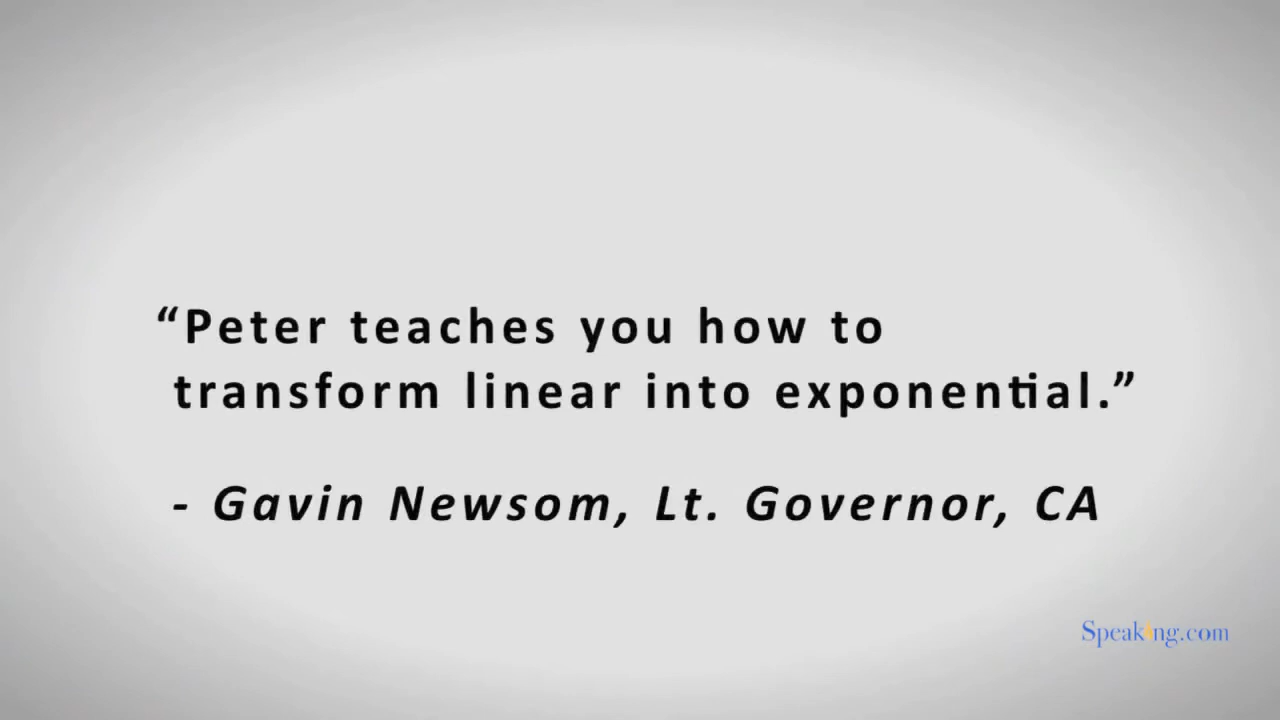 “Peter teaches you how to
transform linear into exponential.”
- Gavin Newsom, Lt. Governor, CA
Speaking.com